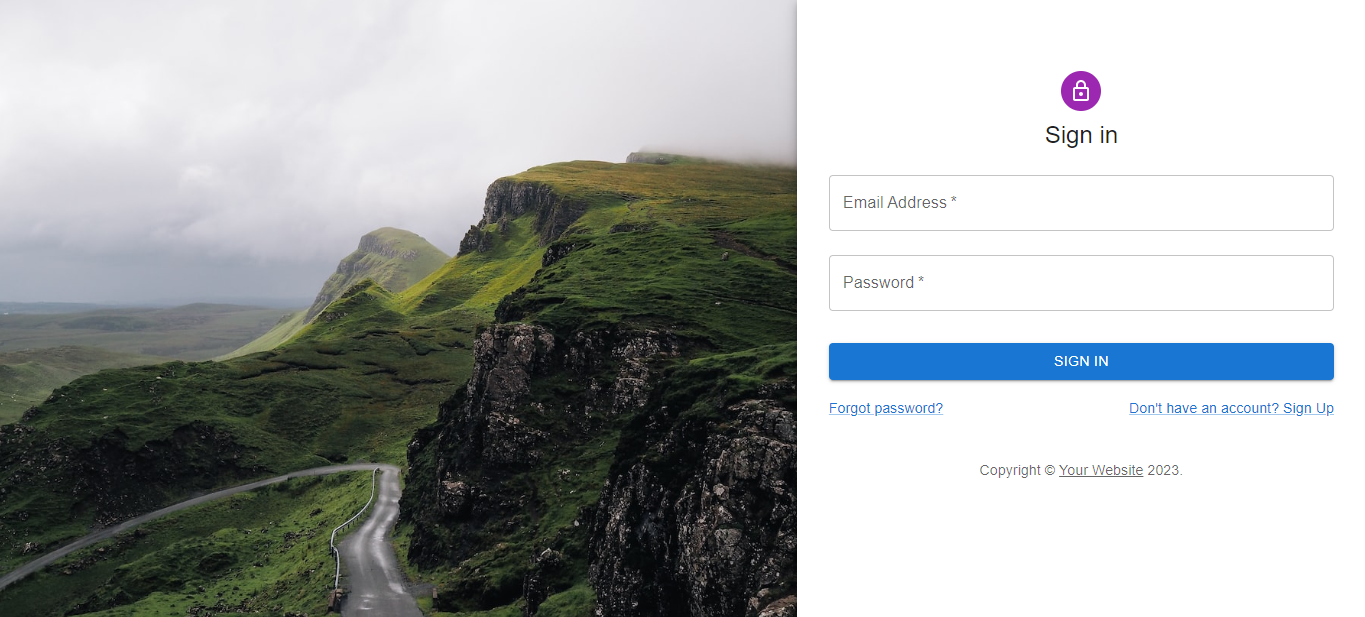 Sign in
Email Address *
Password *
SIGN IN
Forgot password? Don't have an account? Sign Up
Copyright © Your Website 2023.